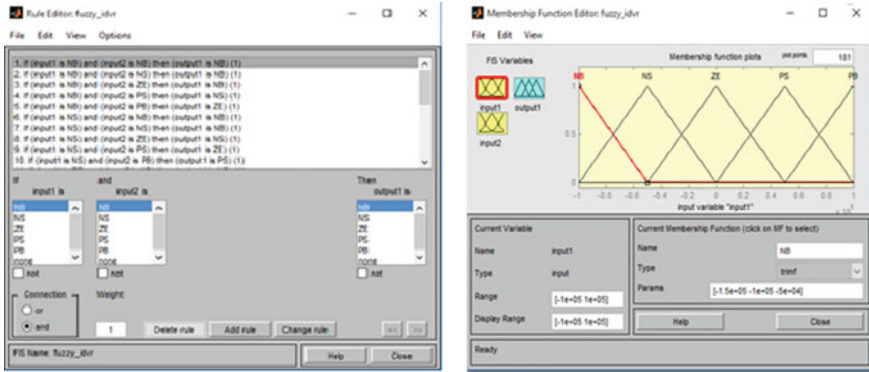 Rule Editor: fuzzy_idvr
File Edit View Options
1. If (input1 is NB) and (input2 is NB) then (output1 is NB) (1)
2. If (input1 is NB) and (input2 is NS) then (output1 is NB) (1)
3. If (input1 is NB) and (input2 is ZE) then (output1 is NB) (1)
4. If (input1 is NB) and (input2 is PS) then (output1 is NS) (1)
5. If (input1 is NB) and (input2 is PB) then (output1 is ZE) (1)
6. If (input1 is NS) and (input2 is NB) then (output1 is NB) (1)
7. If (input1 is NS) and (input2 is NS) then (output1 is NB) (1)
8. If (input1 is NS) and (input2 is ZE) then (output1 is NS) (1)
9. If (input1 is NS) and (input2 is PS) then (output1 is ZE) (1)
10. If (input1 is NS) and (input2 is PB) then (output1 is PS) (1)
If
input1 is
and
input2 is
Then
output1 is
NB
NS
ZE
PS
PB
none
not
NB
NS
ZE
PS
PB
none
not
NB
NS
ZE
PS
PB
none
not
Connection
or
and
Weight:
1
Delete rule
Add rule
Change rule
<<
>>
FIS Name: fuzzy_idvr
Help
Close
Membership Function Editor: fuzzy_idvr
File Edit View
FIS Variables
input1
output1
input2
Membership function plots
plot points:
181
NB NS ZE PS PB
1
0.5
0
-1 -0.8 -0.6 -0.4 -0.2 0 0.2 0.4 0.6 0.8 1
input variable "input1"
Current Variable
Name input1
Type input
Range [-1e+05 1e+05]
Display Range [-1e+05 1e+05]
Current Membership Function (click on MF to select)
Name NB
Type trimf
Params [-1.5e+05 -1e+05 -5e+04]
Help
Close
Ready